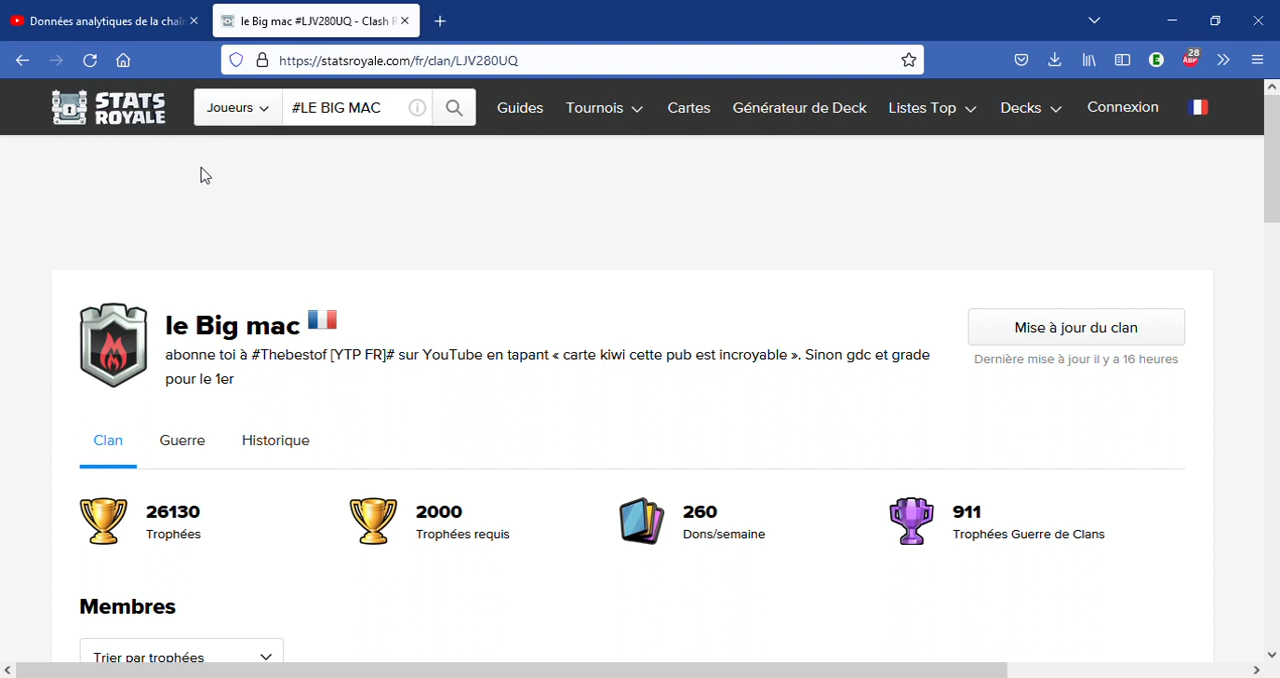 Données analytiques de la chaîn
le Big mac #LJV280UQ - Clash R
https://statsroyale.com/fr/clan/LJV280UQ
28
ABP
STATS ROYALE
Joueurs
#LE BIG MAC
Guides
Tournois
Cartes
Générateur de Deck
Listes Top
Decks
Connexion
le Big mac
Mise à jour du clan
abonne toi à #Thebestof [YTP FR]# sur YouTube en tapant « carte kiwi cette pub est incroyable ». Sinon gdc et grade
pour le 1er
Dernière mise à jour il y a 16 heures
Clan
Guerre
Historique
26130
Trophées
2000
Trophées requis
260
Dons/semaine
911
Trophées Guerre de Clans
Membres
Trier par trophées